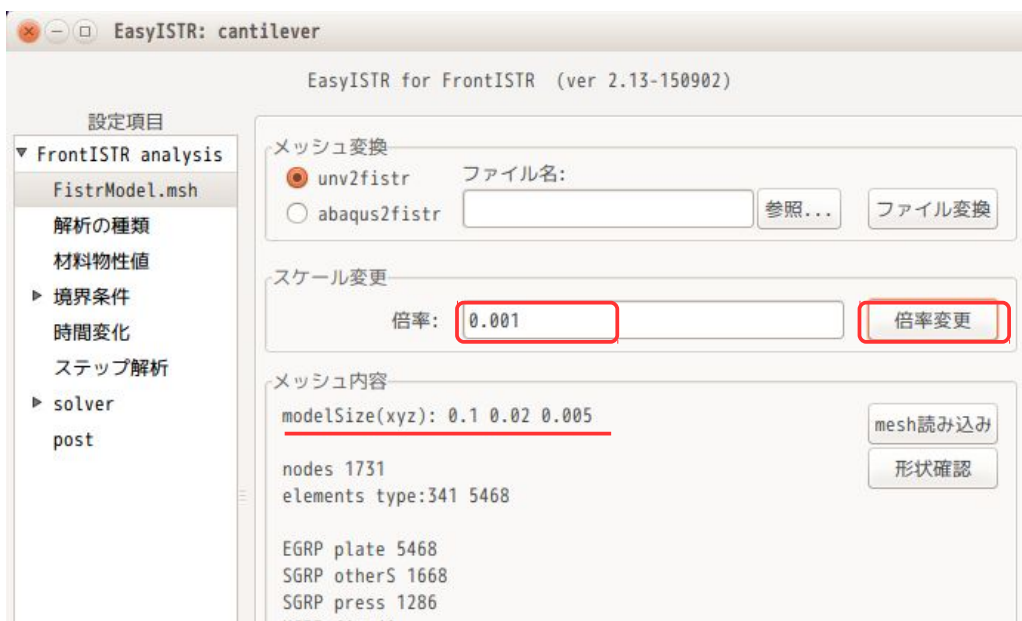 EasyISTR: cantilever
EasyISTR for FrontISTR (ver 2.13-150902)
設定項目
FrontISTR analysis
FistrModel.msh
解析の種類
材料物性値
境界条件
時間変化
ステップ解析
solver
post
メッシュ変換
unv2fistr
ファイル名:
abaqus2fistr
参照...
ファイル変換
スケール変更
倍率:
0.001
倍率変更
メッシュ内容
modelSize(xyz): 0.1 0.02 0.005
mesh読み込み
nodes 1731
形状確認
elements type:341 5468
EGRP plate 5468
SGRP otherS 1668
SGRP press 1286